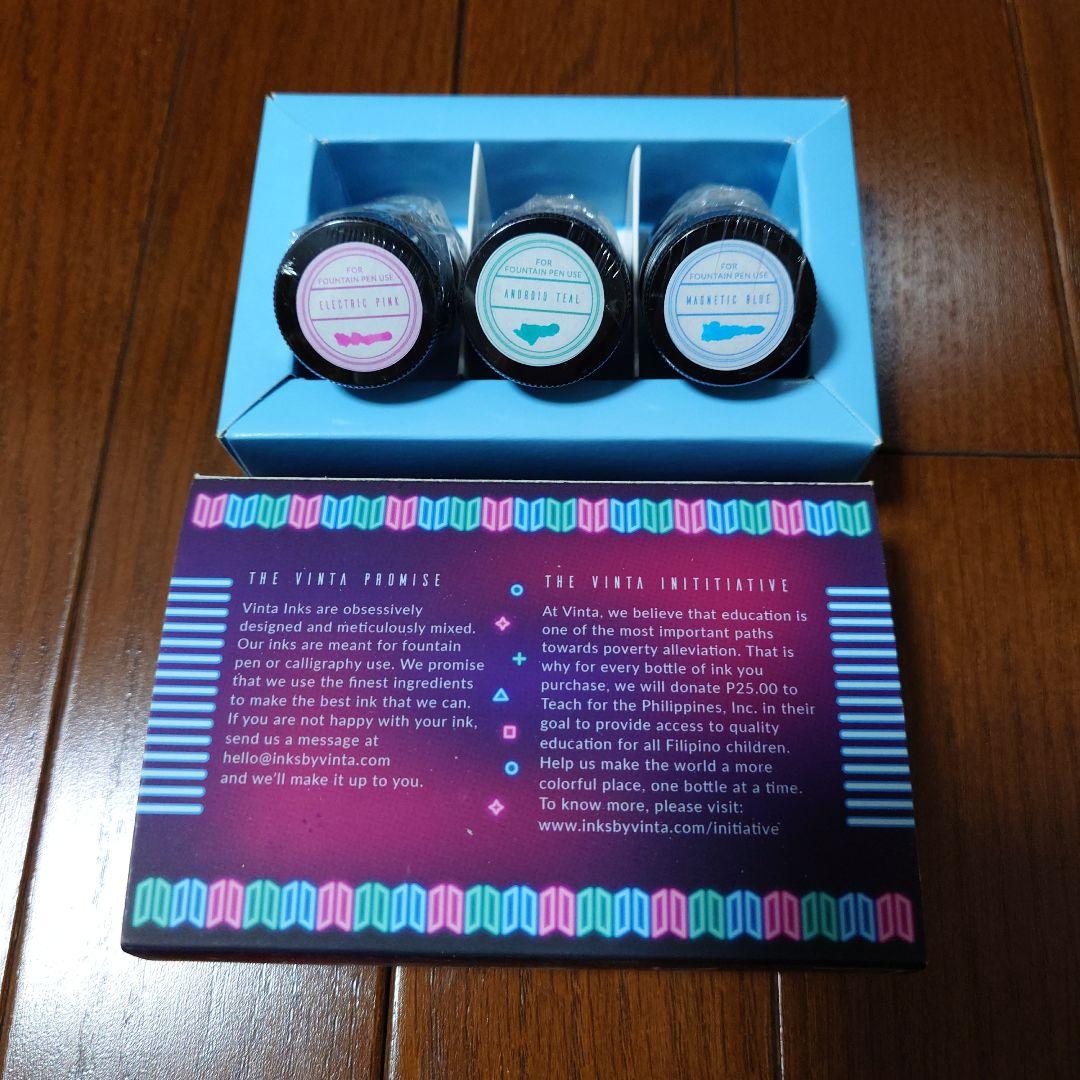 FOR
FOUNTAIN PEN USE
ELECTRIC PINK
FOR
FOUNTAIN PEN USE
ANDROID TEAL
FOR
FOUNTAIN PEN USE
MAGNETIC BLUE
THE VINTA PROMISE
Vinta Inks are obsessively
designed and meticulously mixed.
Our inks are meant for fountain
pen or calligraphy use. We promise
that we use the finest ingredients
to make the best ink that we can.
If you are not happy with your ink,
send us a message at
hello@inksbyvinta.com
and we'll make it up to you.
THE VINTA INITITIATIVE
At Vinta, we believe that education is
one of the most important paths
towards poverty alleviation. That is
why for every bottle of ink you
purchase, we will donate P25.00 to
Teach for the Philippines, Inc. in their
goal to provide access to quality
education for all Filipino children.
Help us make the world a more
colorful place, one bottle at a time.
To know more, please visit:
www.inksbyvinta.com/initiative